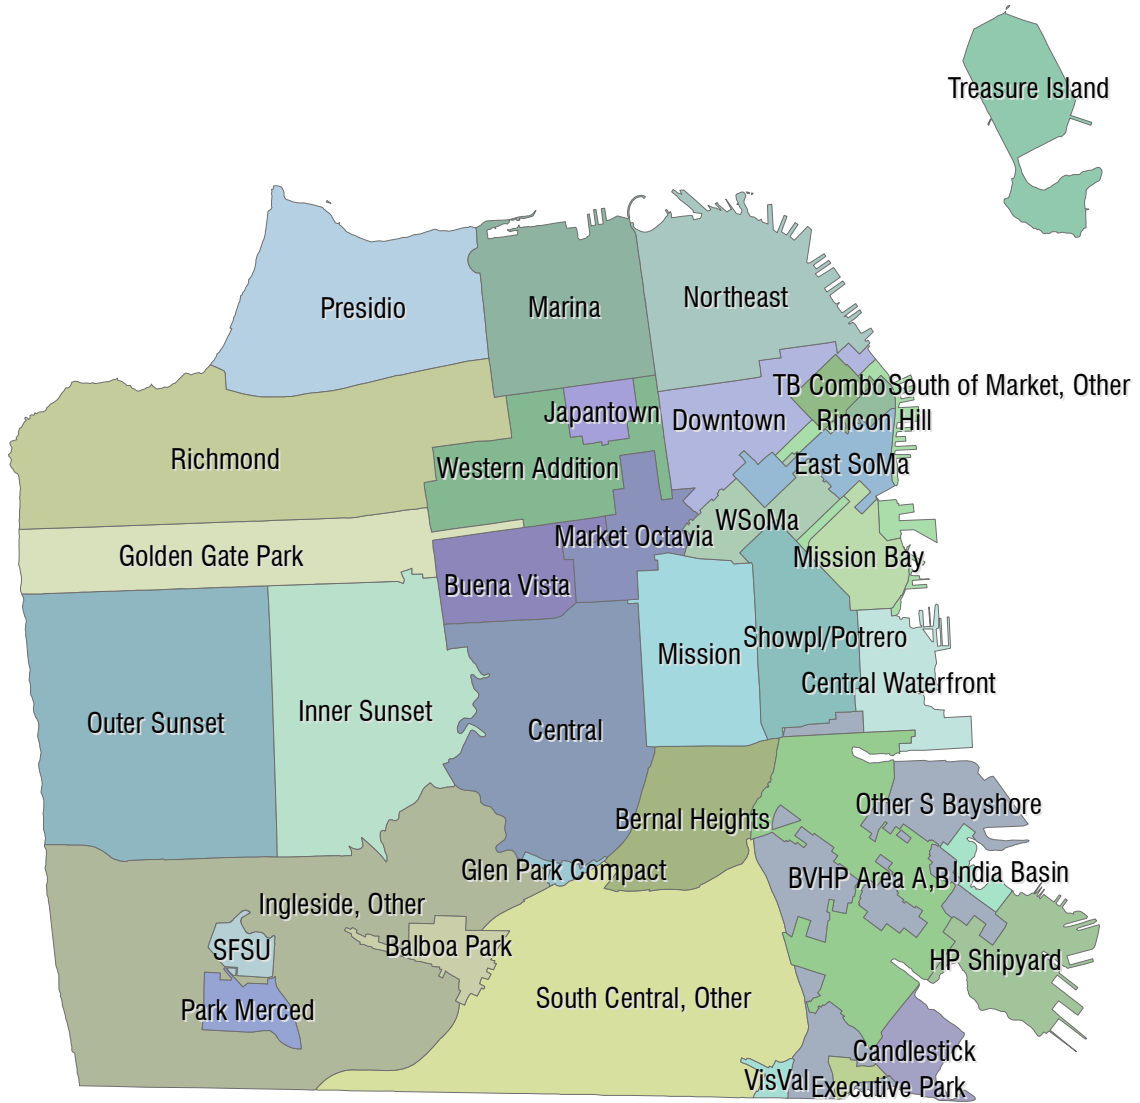 Treasure Island
Presidio
Marina
Northeast
TB Combo
South of Market, Other
Japantown
Downtown
Rincon Hill
Richmond
Western Addition
East SoMa
WSoMa
Market Octavia
Golden Gate Park
Mission Bay
Buena Vista
Showpl/Potrero
Mission
Central Waterfront
Outer Sunset
Inner Sunset
Central
Other S Bayshore
Bernal Heights
Glen Park Compact
BVHP Area A,B
India Basin
Ingleside, Other
SFSU
Balboa Park
HP Shipyard
South Central, Other
Park Merced
Candlestick
VisVal
Executive Park